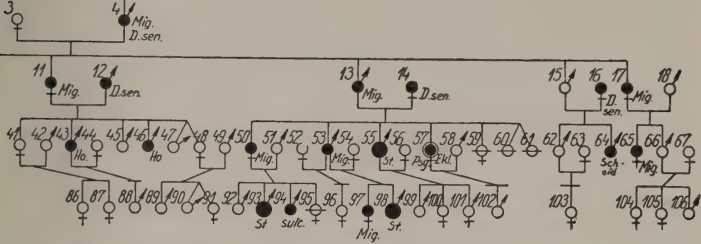 3 4 Mig.
D. sen.
11 12 13 14 15 16 17 18
Mig. D.sen. Mig. D.sen. D. Mig.
sen.
41 42 43 44 45 46 47 48 49 50 51 52 53 54 55 56 57 58 59 60 61 62 63 64 65 66 67
Ho. Ho Mig. Mig. St Psg. Ekl. Sch- Mig.
oid
86 87 88 89 90 91 92 93 94 95 96 97 98 99 100 101 102 103 104 105 106
St suic. Mig. St.